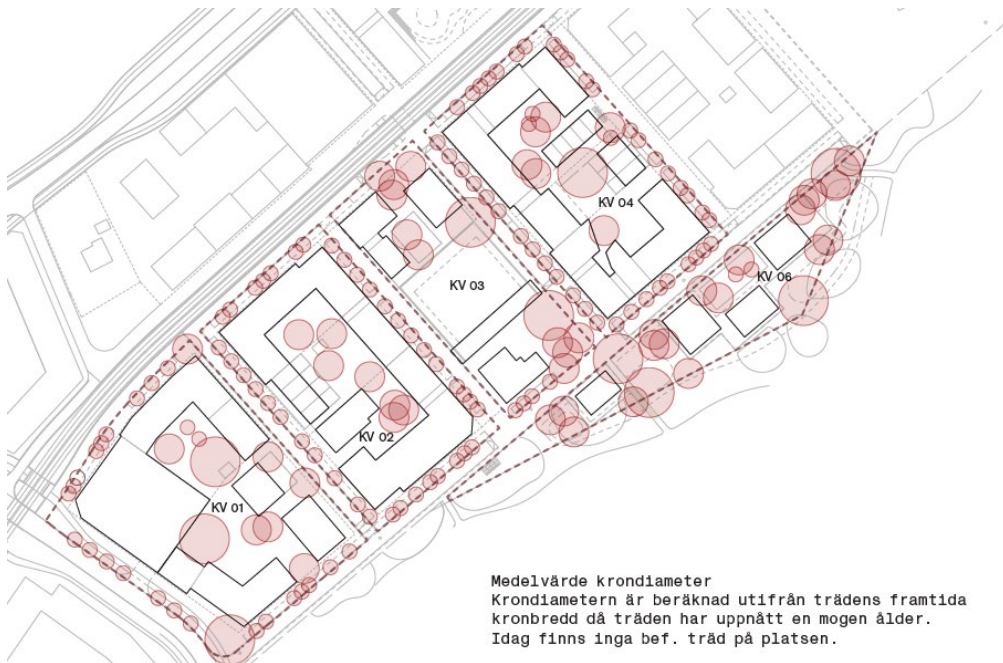 KV 04
KV 06
KV 03
KV 02
KV 01
Medelvärde krondiameter
Krondiametern är beräknad utifrån trädens framtida
kronbredd då träden har uppnått en mogen ålder.
Idag finns inga bef. träd på platsen.